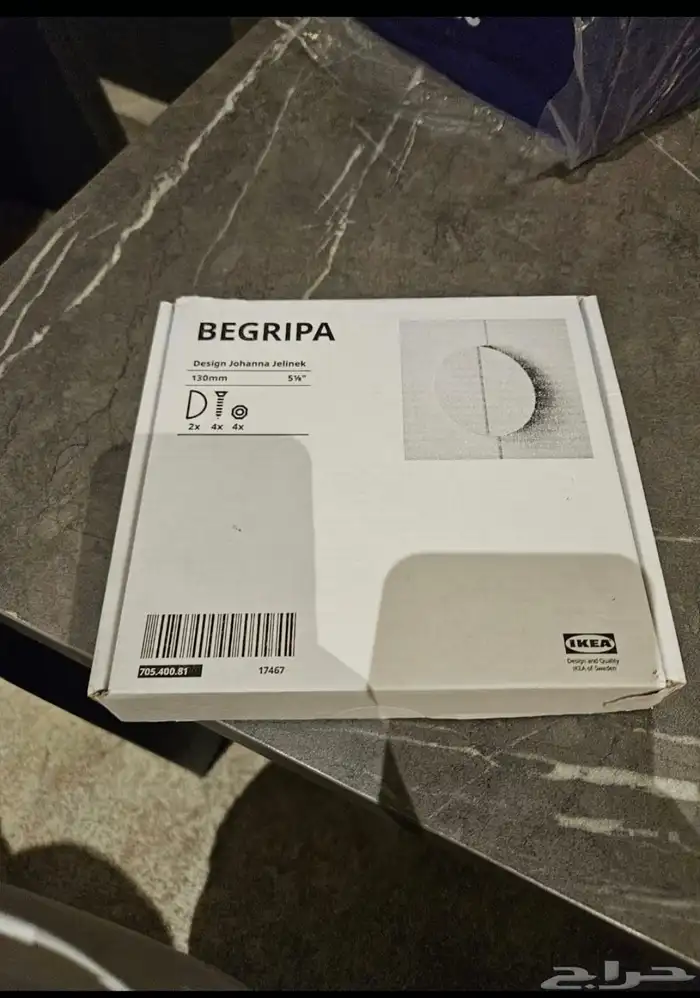 BEGRIPA
Design Johanna Jelinek
130mm 5⅛"
2x 4x 4x
705.400.81 17467
IKEA
Design and Quality
IKEA of Sweden
حراج